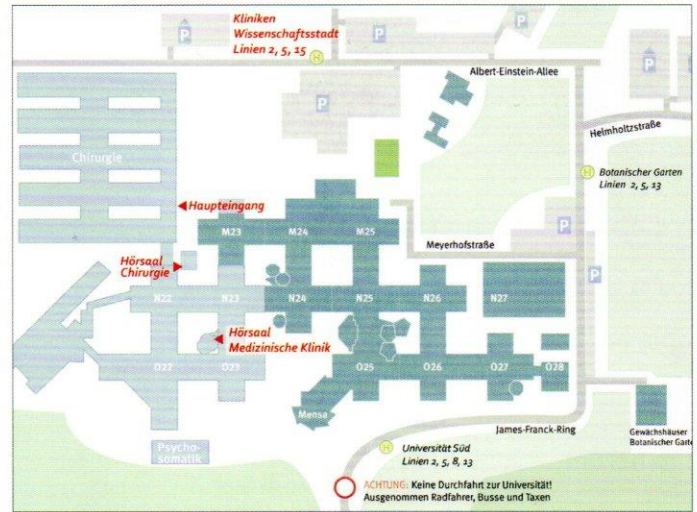 Kliniken
Wissenschaftsstadt
Linien 2, 5, 15
H
P
P
P
P
P
P
Albert-Einstein-Allee
Helmholtzstraße
Chirurgie
H
Botanischer Garten
Linien 2, 5, 13
Haupteingang
M23
M24
M25
Meyerhofstraße
P
P
Hörsaal
Chirurgie
N22
N23
N24
N25
N26
N27
Hörsaal
Medizinische Klinik
O22
O23
O25
O26
O27
O28
Mensa
Gewächshäuser
Botanischer Garte
James-Franck-Ring
Psycho-
somatik
H
Universität Süd
Linien 2, 5, 8, 13
ACHTUNG: Keine Durchfahrt zur Universität!
Ausgenommen Radfahrer, Busse und Taxen